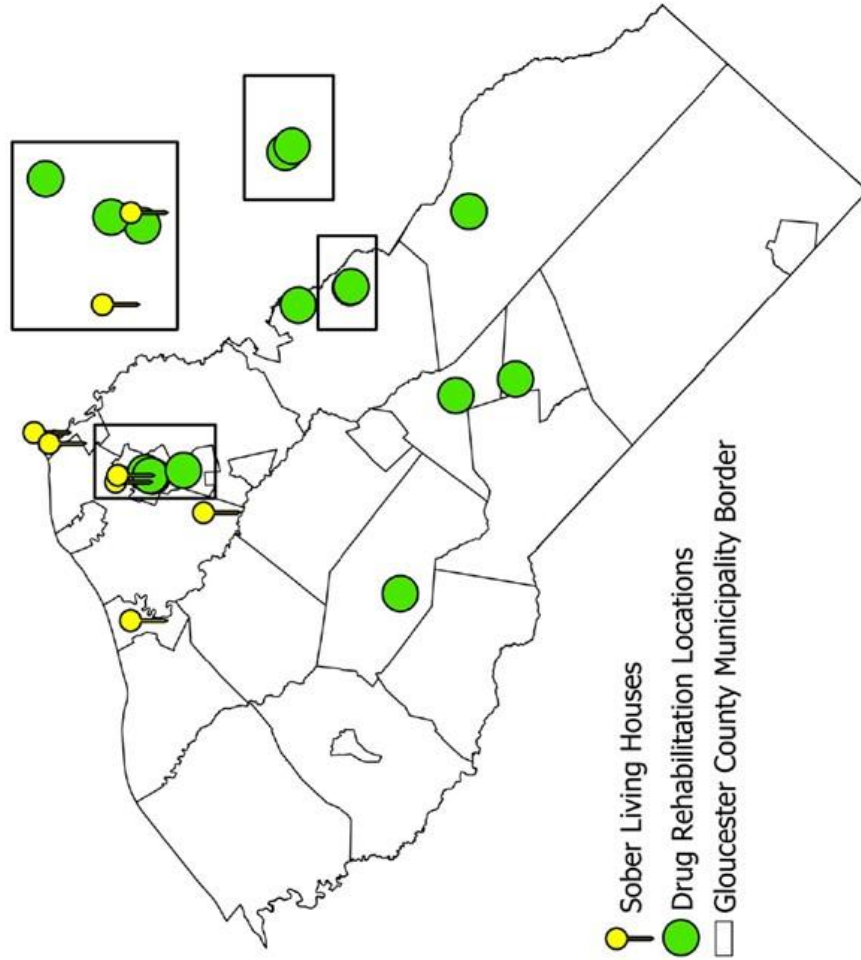 Sober Living Houses
Drug Rehabilitation Locations
Gloucester County Municipality Border